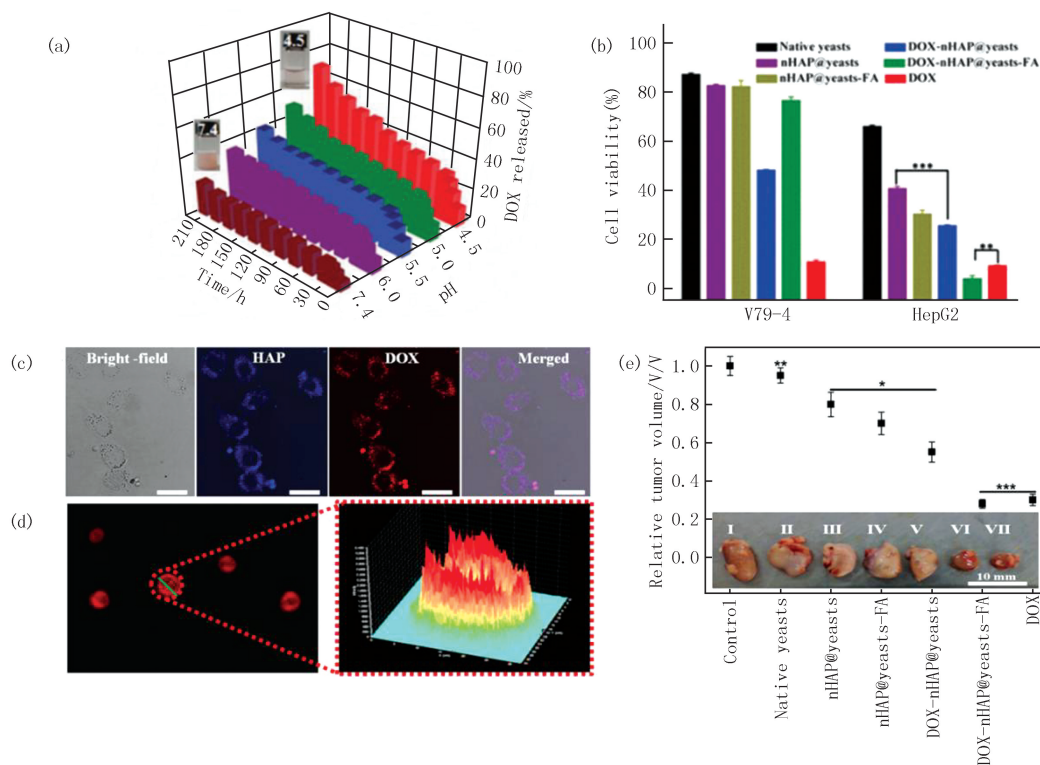 (a)
4.5
7.4
100
80
60
40
20
0
DOX released/%
210
180
150
120
90
60
30
0
Time/h
7.4
6.0
5.5
5.0
4.5
pH
(b)
Native yeasts
nHAP@yeasts
nHAP@yeasts-FA
DOX-nHAP@yeasts
DOX-nHAP@yeasts-FA
DOX
Cell viability(%)
100
80
60
40
20
0
***
**
V79-4
HepG2
(c)
Bright -field
HAP
DOX
Merged
(d)
(e)
Relative tumor volume/V/V
1.0
0.8
0.6
0.4
0.2
0.0
**
*
***
I II III IV V VI VII
10 mm
Control
Native yeasts
nHAP@yeasts
nHAP@yeasts-FA
DOX-nHAP@yeasts
DOX-nHAP@yeasts-FA
DOX